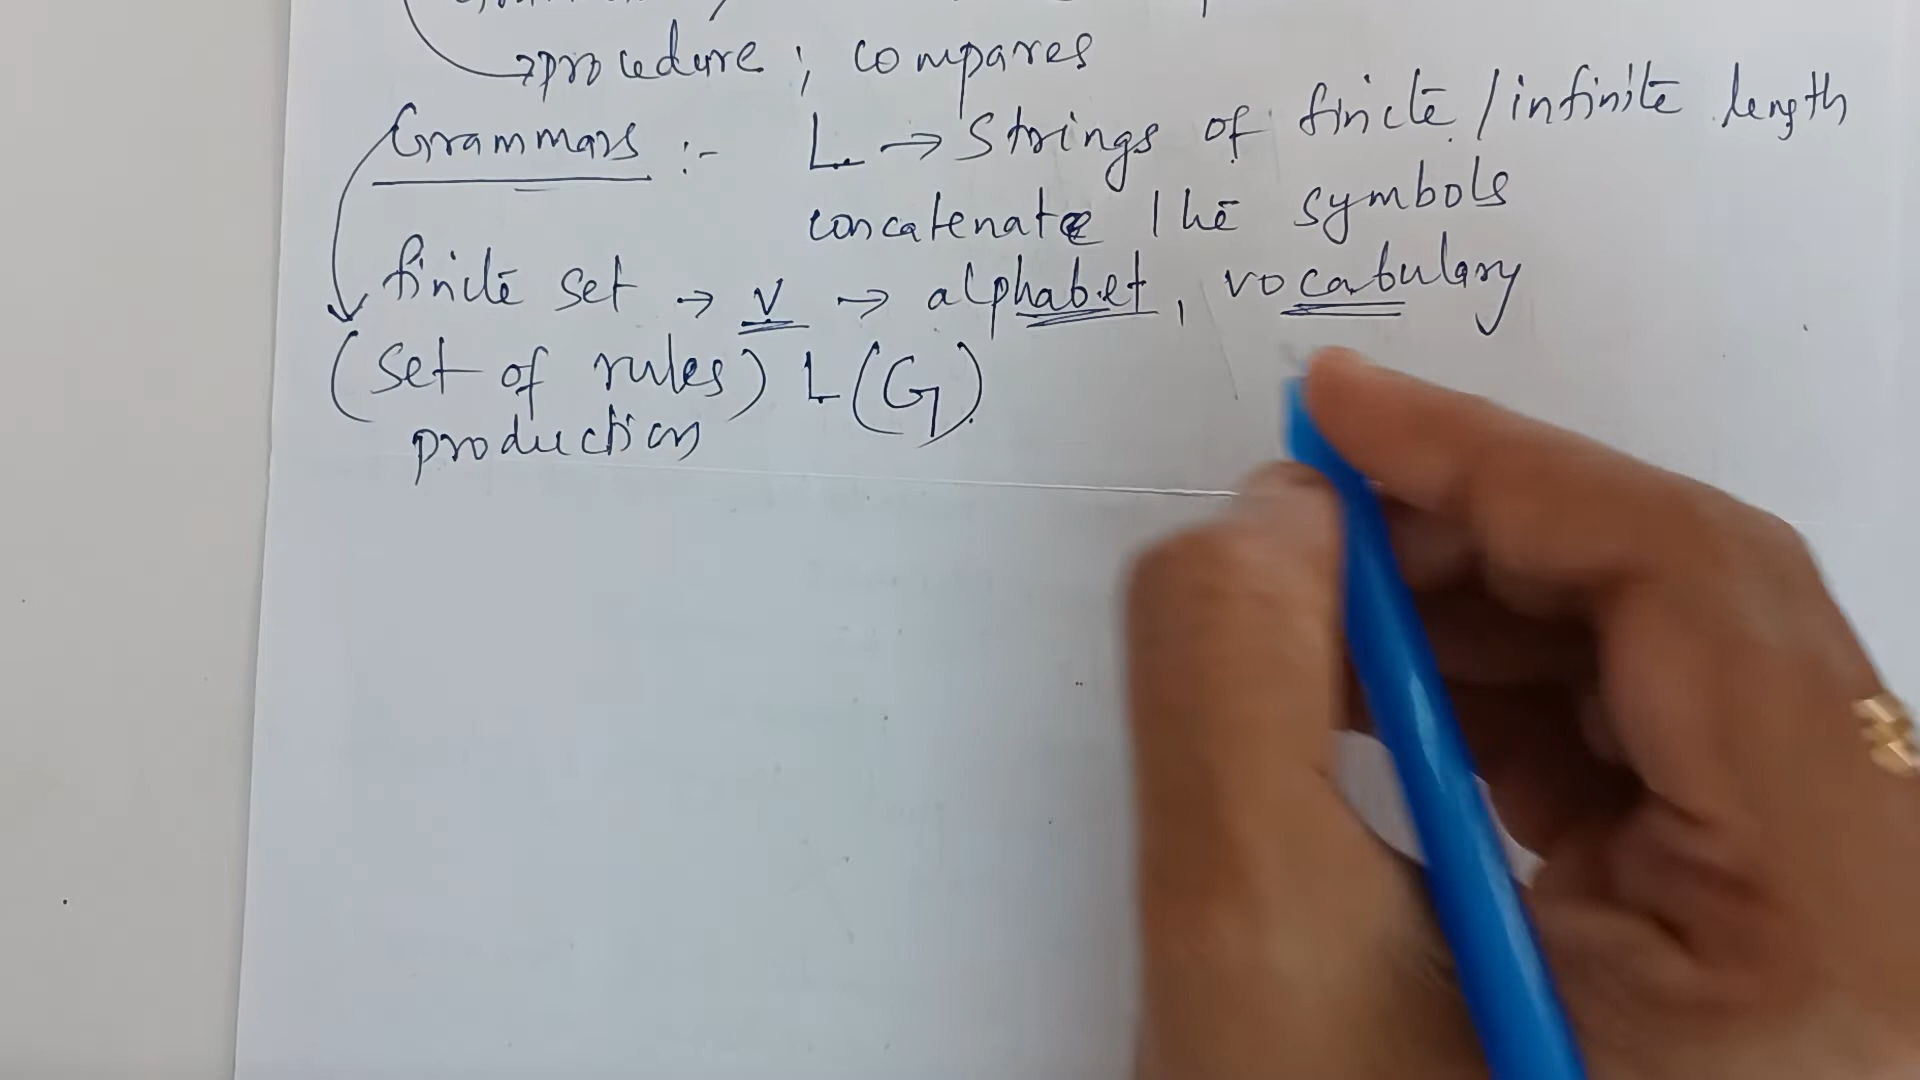 →procedure ; compares
Grammars :- L → Strings of finite / infinite length
concatenate the symbols
finite set → V → alphabet, vocabulary
(set of rules) L(G).
production